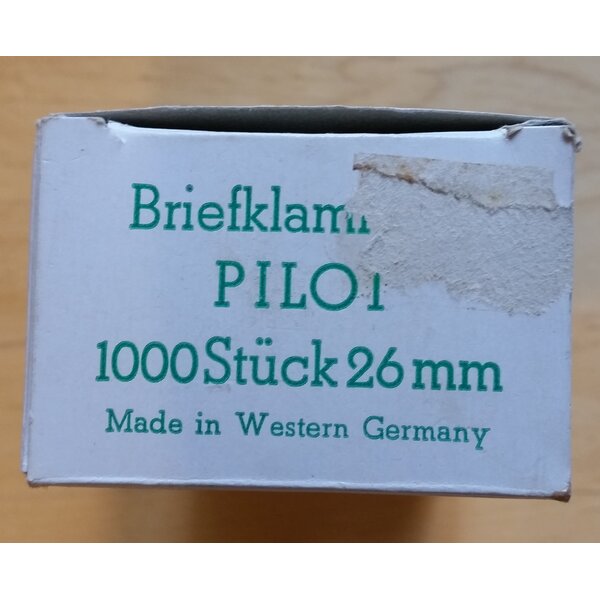 Briefklam
PILOT
1000 Stück 26 mm
Made in Western Germany